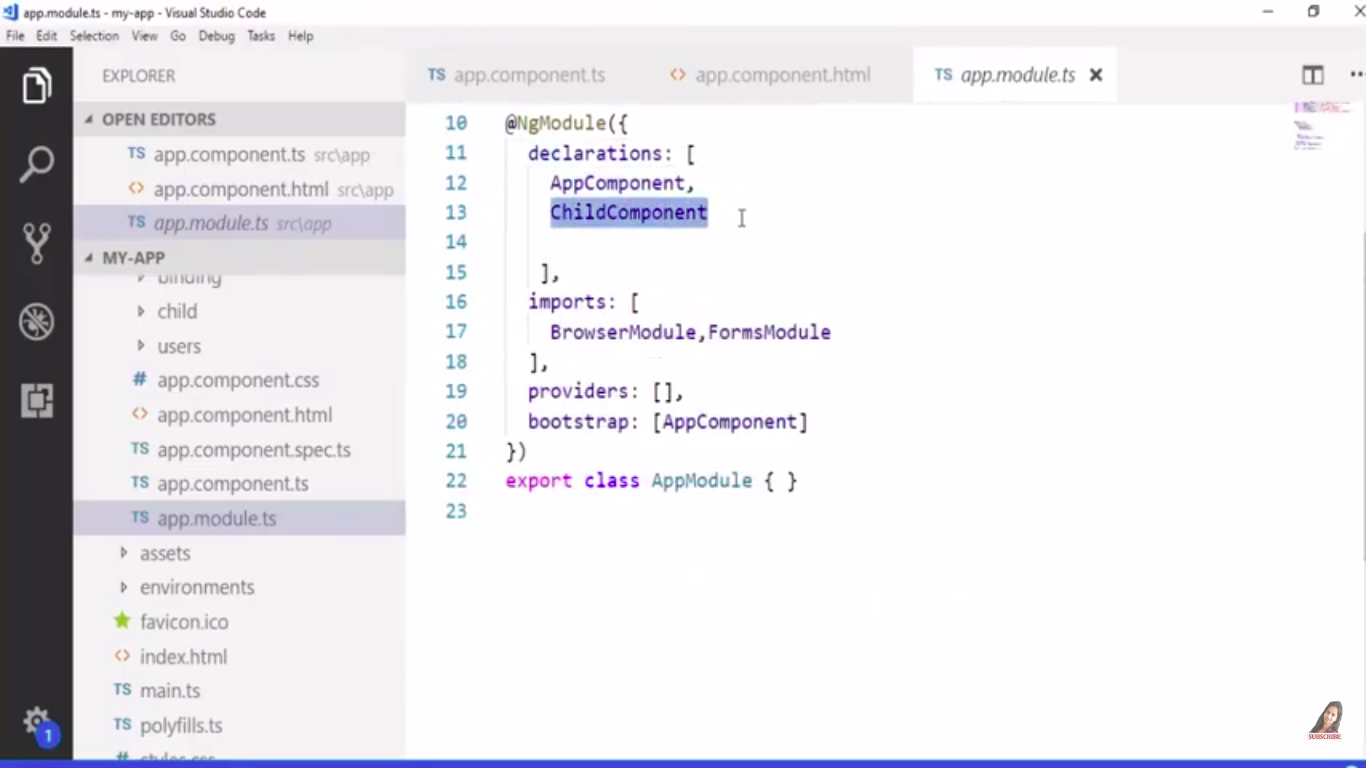 app.module.ts - my-app - Visual Studio Code
File Edit Selection View Go Debug Tasks Help
EXPLORER
OPEN EDITORS
TS app.component.ts src\app
<> app.component.html src\app
TS app.module.ts src\app
MY-APP
binding
child
users
# app.component.css
<> app.component.html
TS app.component.spec.ts
TS app.component.ts
TS app.module.ts
assets
environments
favicon.ico
<> index.html
TS main.ts
TS polyfills.ts
# styles.css
1
TS app.component.ts <> app.component.html TS app.module.ts
10 @NgModule({
11 declarations: [
12 AppComponent,
13 ChildComponent
14
15 ],
16 imports: [
17 BrowserModule,FormsModule
18 ],
19 providers: [],
20 bootstrap: [AppComponent]
21 })
22 export class AppModule { }
23
SUBSCRIBE